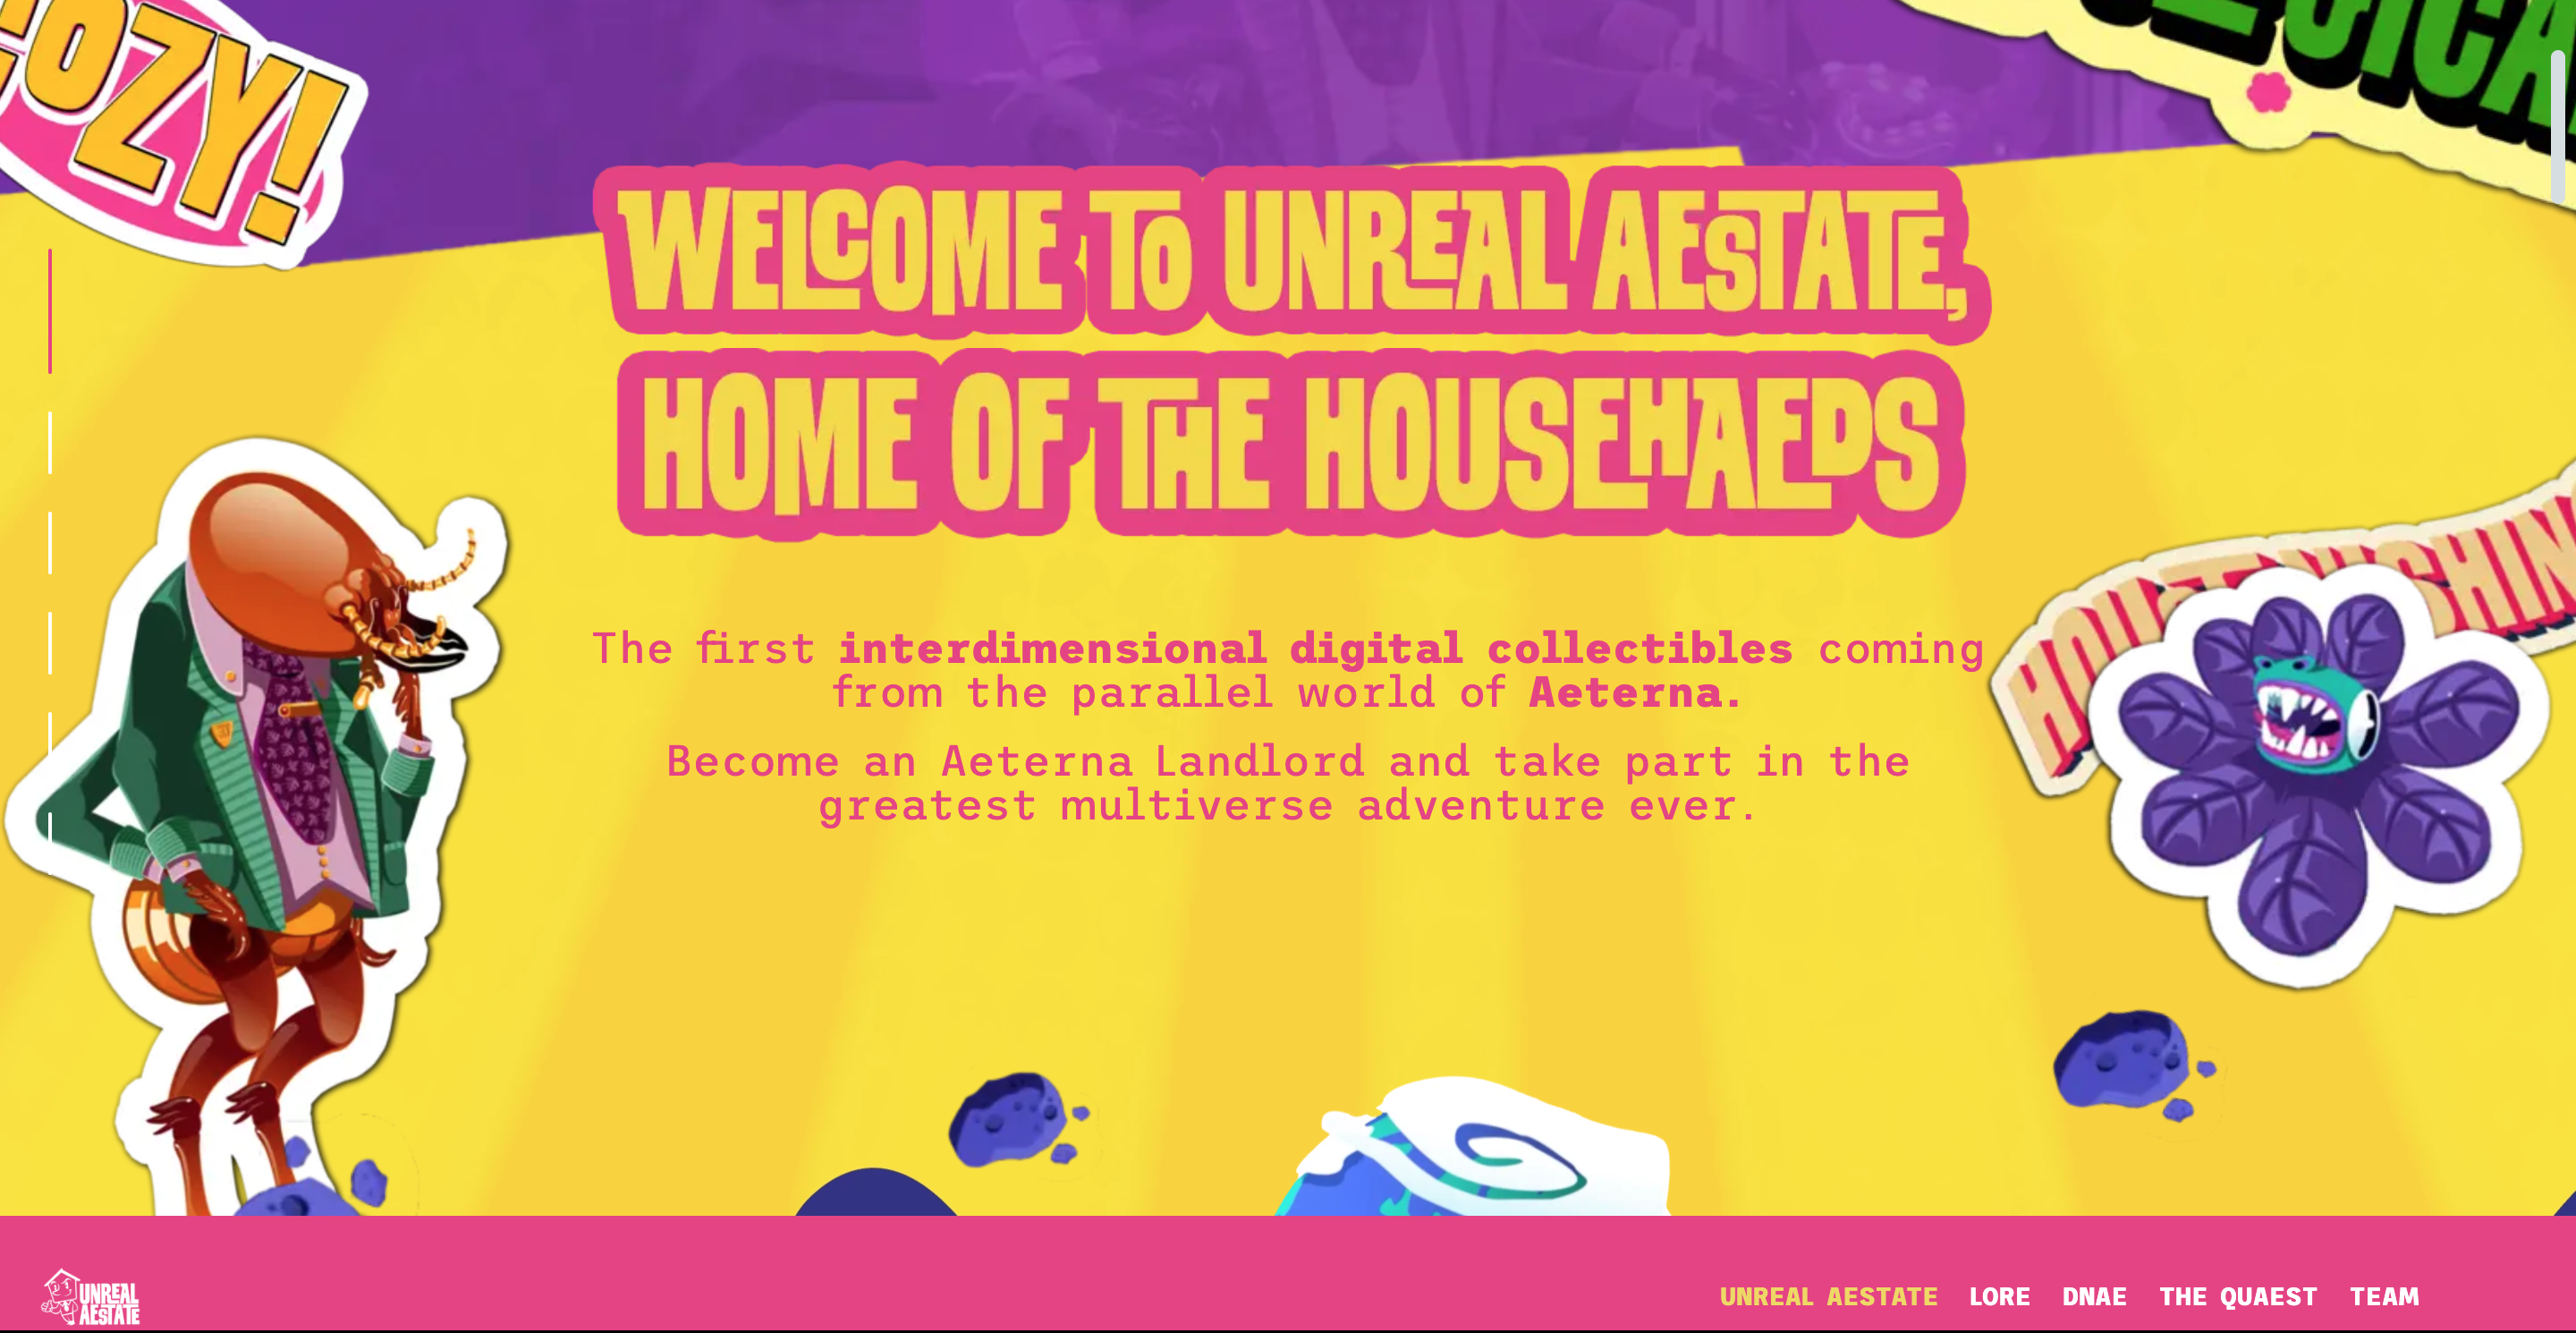 OZY!
WELCOME TO UNREAL AESTATE,
HOME OF THE HOUSEHAEDS
The first interdimensional digital collectibles coming
from the parallel world of Aeterna.
Become an Aeterna Landlord and take part in the
greatest multiverse adventure ever.
UNREAL
AESTATE
UNREAL AESTATE LORE DNAE THE QUAEST TEAM